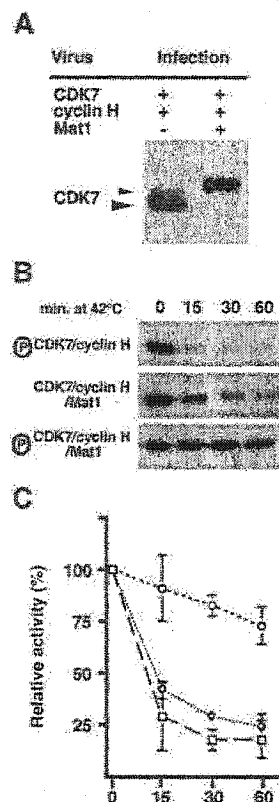 A
Virus Infection
CDK7 + +
cyclin H + +
Mat1 - +
CDK7
B
min. at 42°C 0 15 30 60
P CDK7/cyclin H
CDK7/cyclin H
/Mat1
P CDK7/cyclin H
/Mat1
C
Relative activity (%)
100
75
50
25
0 15 30 60